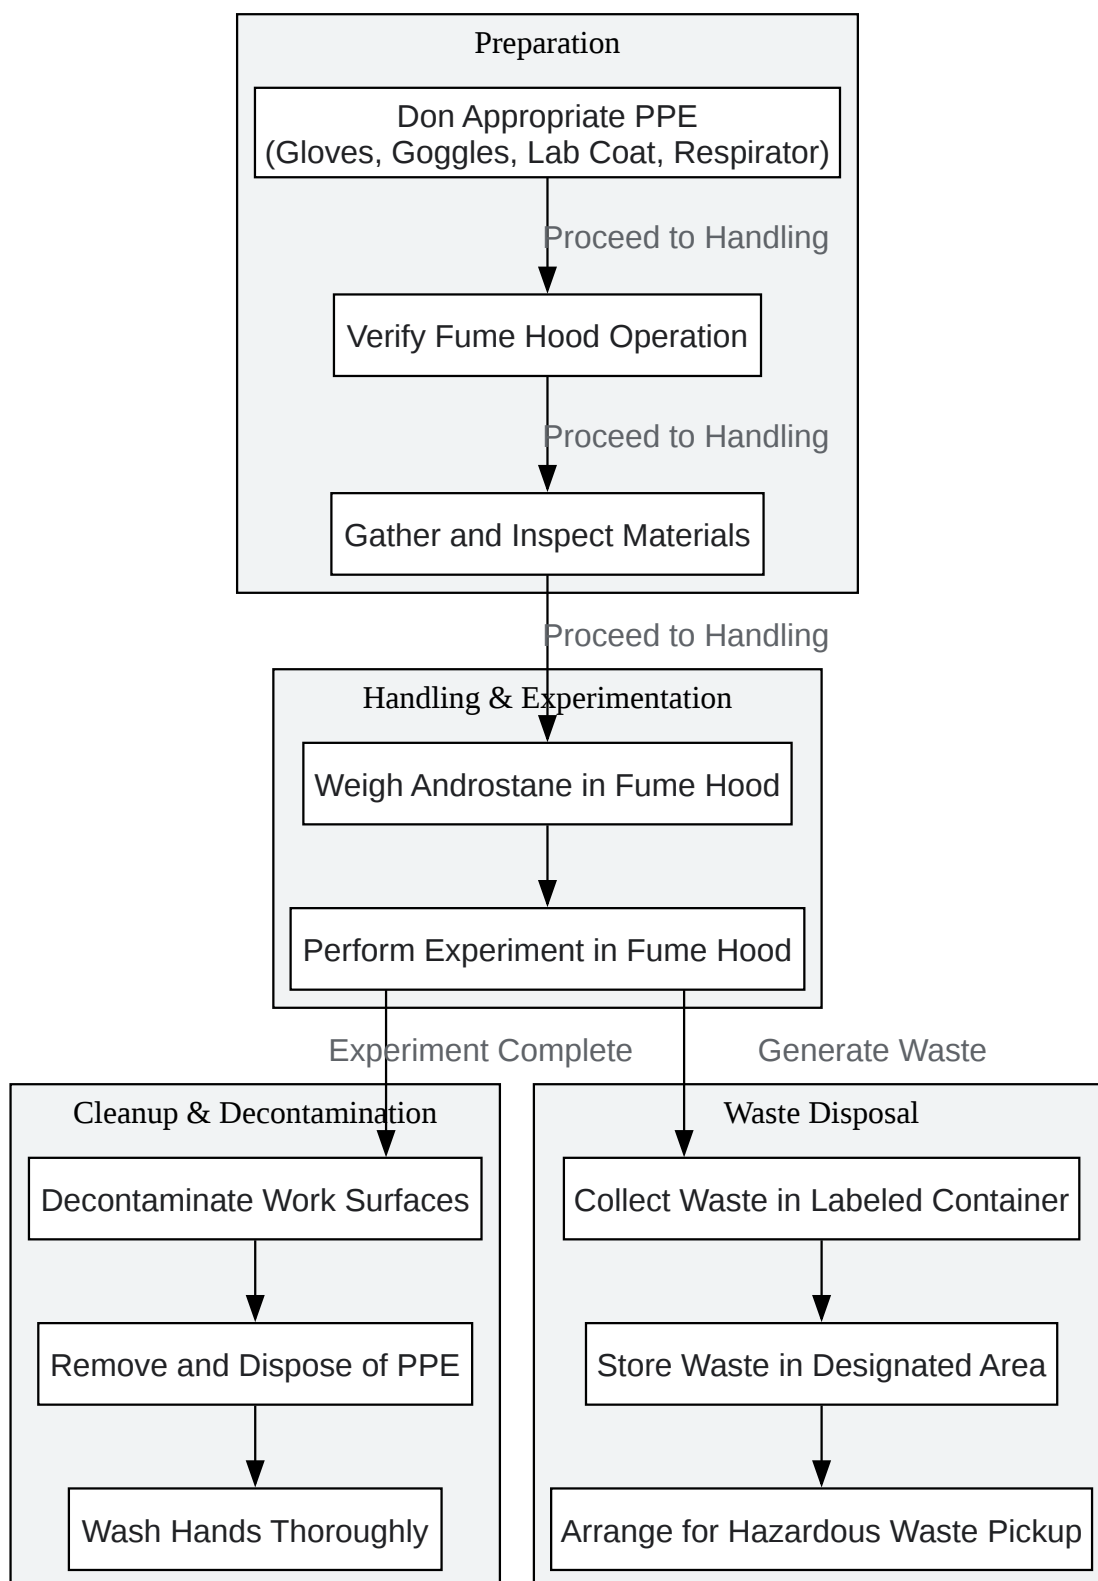 Preparation
Don Appropriate PPE
(Gloves, Goggles, Lab Coat, Respirator)
Proceed to Handling
Verify Fume Hood Operation
Proceed to Handling
Gather and Inspect Materials
Proceed to Handling
Handling & Experimentation
Weigh Androstane in Fume Hood
Perform Experiment in Fume Hood
Experiment Complete
Generate Waste
Cleanup & Decontamination
Decontaminate Work Surfaces
Remove and Dispose of PPE
Wash Hands Thoroughly
Waste Disposal
Collect Waste in Labeled Container
Store Waste in Designated Area
Arrange for Hazardous Waste Pickup